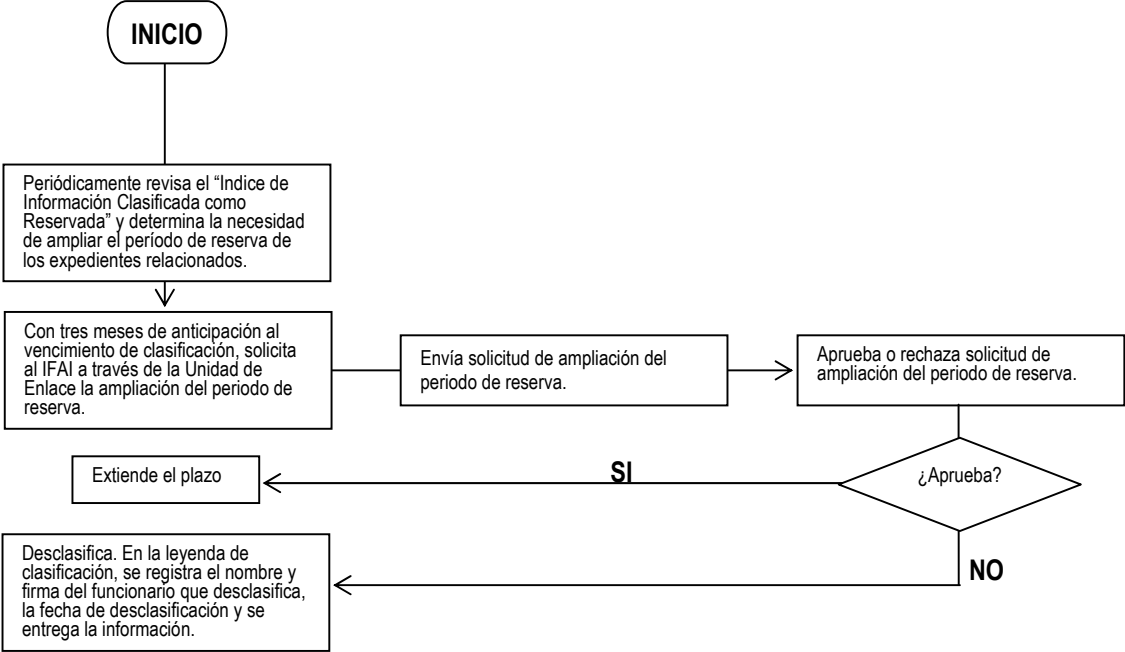 INICIO
Periódicamente revisa el “Indice de
Información Clasificada como
Reservada” y determina la necesidad
de ampliar el período de reserva de
los expedientes relacionados.
Con tres meses de anticipación al
vencimiento de clasificación, solicita
al IFAI a través de la Unidad de
Enlace la ampliación del periodo de
reserva.
Envía solicitud de ampliación del
periodo de reserva.
Aprueba o rechaza solicitud de
ampliación del periodo de reserva.
¿Aprueba?
SI
Extiende el plazo
NO
Desclasifica. En la leyenda de
clasificación, se registra el nombre y
firma del funcionario que desclasifica,
la fecha de desclasificación y se
entrega la información.